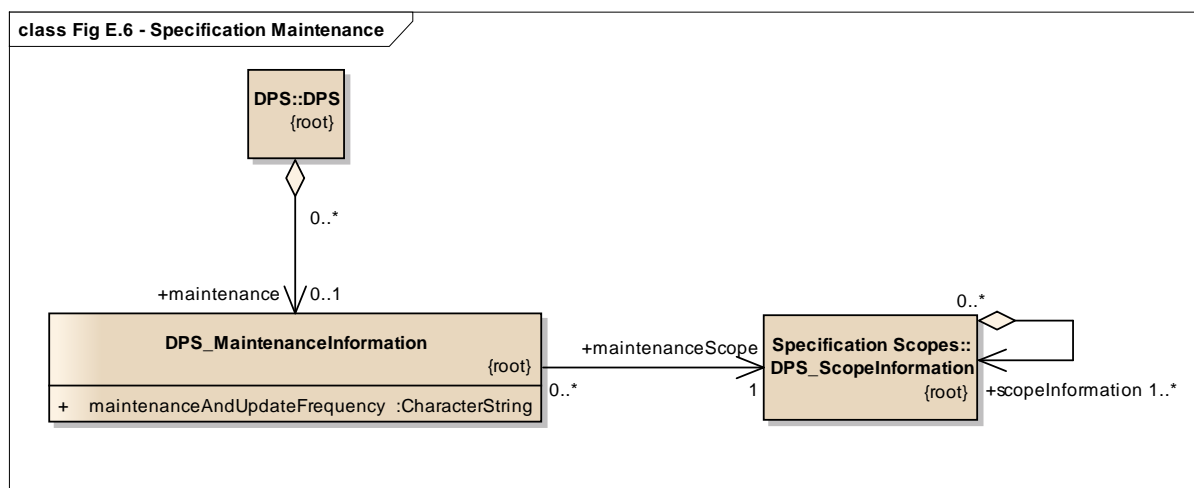 class Fig E.6 - Specification Maintenance
DPS::DPS
{root}
0..*
+maintenance 0..1
DPS_MaintenanceInformation
{root}
+ maintenanceAndUpdateFrequency :CharacterString
+maintenanceScope
0..* 1
0..*
Specification Scopes::
DPS_ScopeInformation
{root}
+scopeInformation 1..*